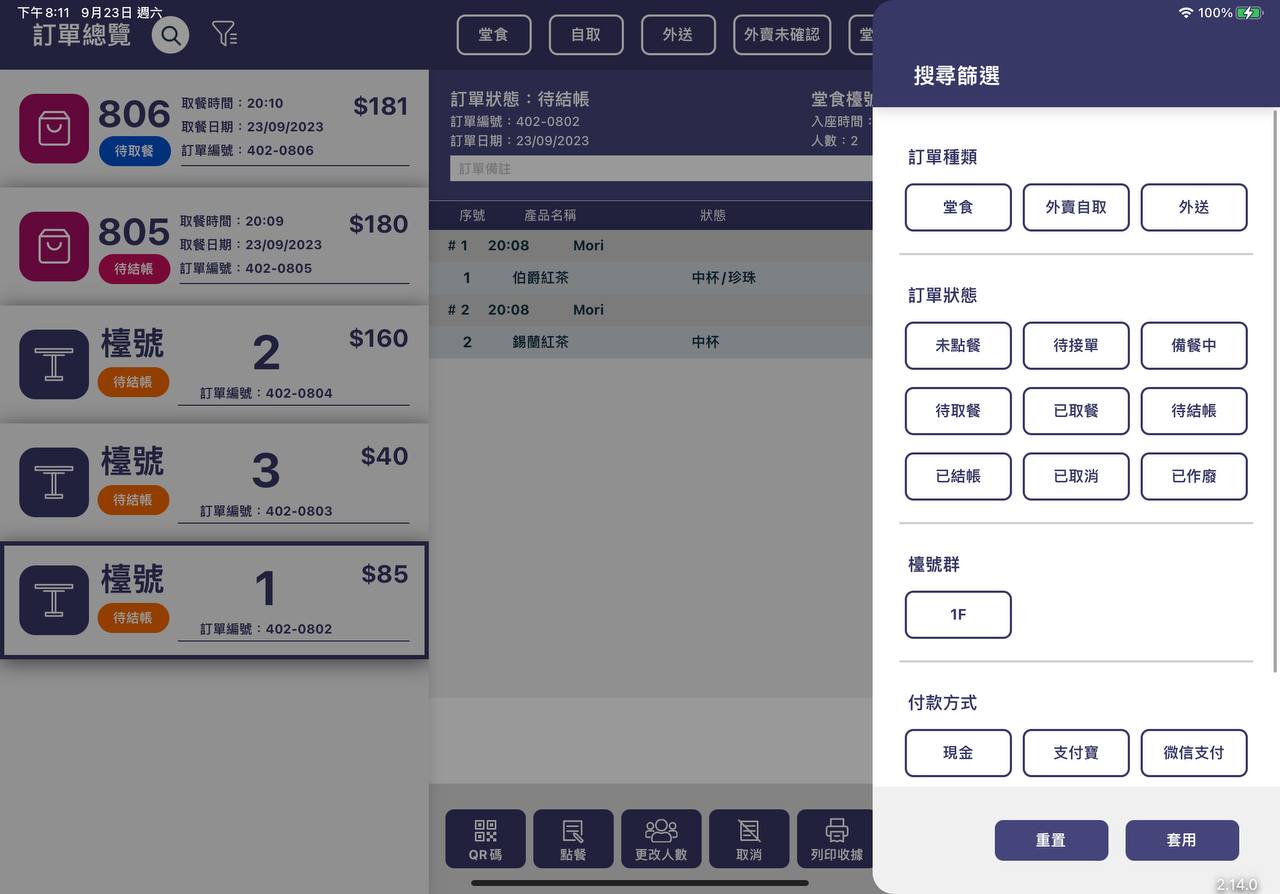 下午8:11 9月23日 週六
100%
訂單總覽
堂食
自取
外送
外賣未確認
搜尋篩選
806
待取餐
取餐時間：20:10
取餐日期：23/09/2023
訂單編號：402-0806
$181
805
待結帳
取餐時間：20:09
取餐日期：23/09/2023
訂單編號：402-0805
$180
檯號
待結帳
2
訂單編號：402-0804
$160
檯號
待結帳
3
訂單編號：402-0803
$40
檯號
待結帳
1
訂單編號：402-0802
$85
訂單狀態：待結帳
訂單編號：402-0802
訂單日期：23/09/2023
堂食檯號
入座時間：
人數：2
訂單備註
序號 產品名稱 狀態
# 1 20:08 Mori
1 伯爵紅茶 中杯/珍珠
# 2 20:08 Mori
2 錫蘭紅茶 中杯
QR碼
點餐
更改人數
取消
列印收據
訂單種類
堂食 外賣自取 外送
訂單狀態
未點餐 待接單 備餐中
待取餐 已取餐 待結帳
已結帳 已取消 已作廢
檯號群
1F
付款方式
現金 支付寶 微信支付
重置 套用
2.14.0